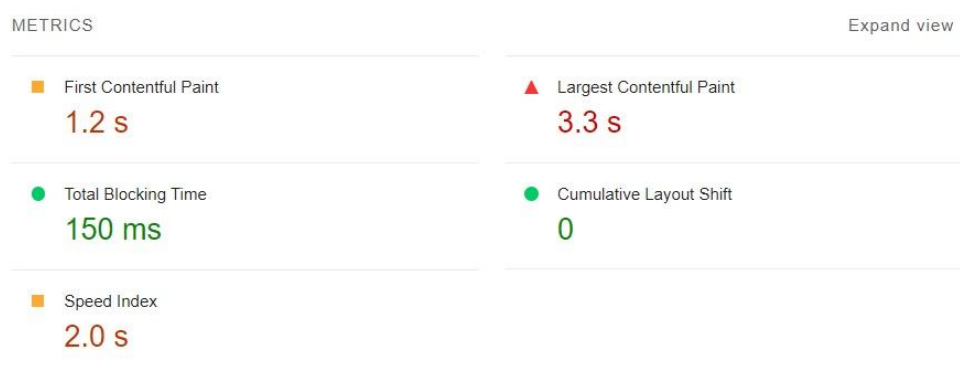 METRICS
Expand view
First Contentful Paint
1.2 s
Largest Contentful Paint
3.3 s
Total Blocking Time
150 ms
Cumulative Layout Shift
0
Speed Index
2.0 s